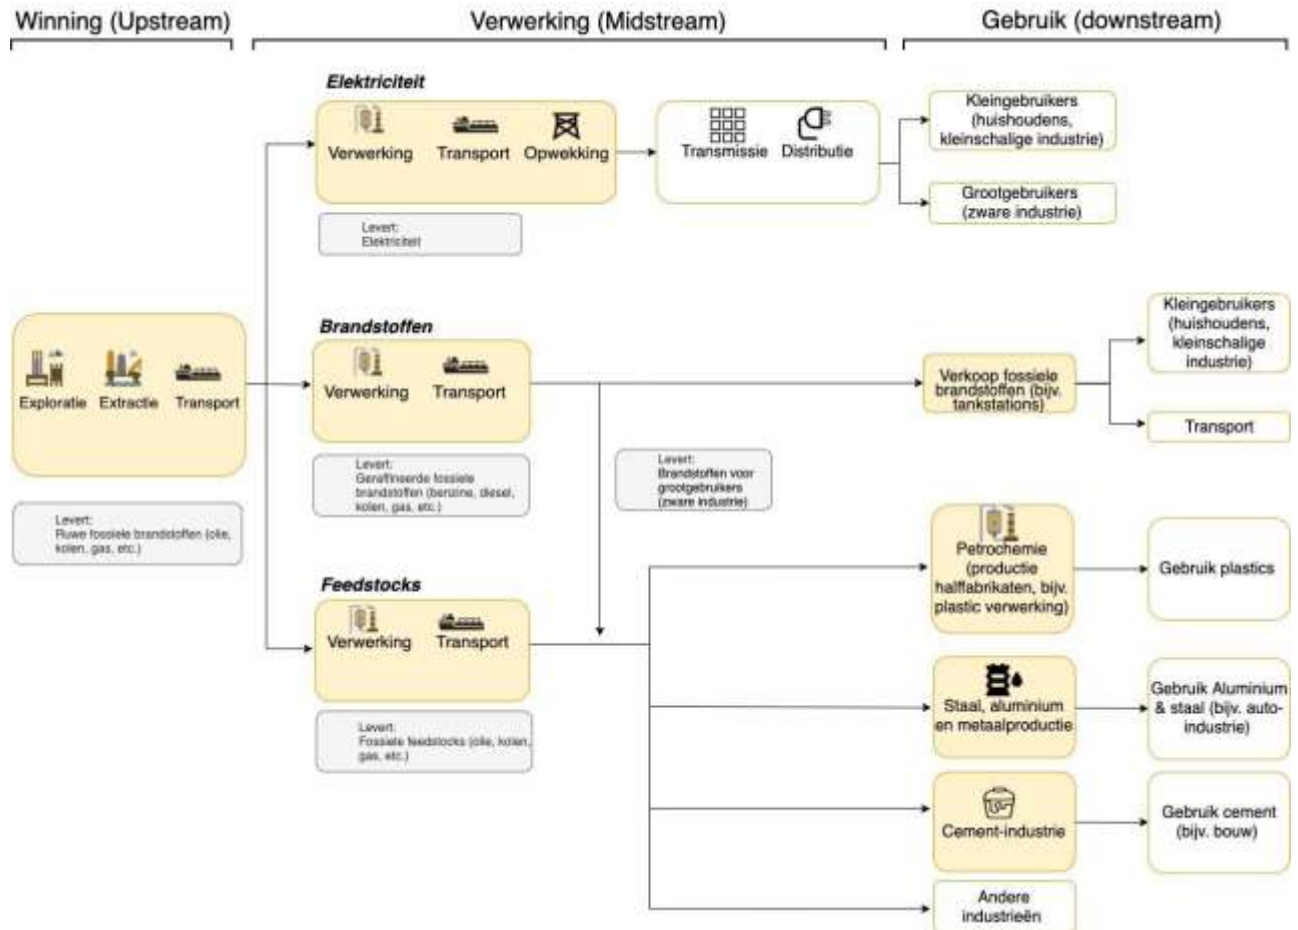 Winning (Upstream)
Verwerking (Midstream)
Gebruik (downstream)
Elektriciteit
Verwerking
Transport
Opwekking
Transmissie
Distributie
Kleingebruikers
(huishoudens,
kleinschalige industrie)
Grootgebruikers
(zware industrie)
Levert:
Elektriciteit
Exploratie
Extractie
Transport
Levert:
Ruwe fossiele brandstoffen (olie,
kolen, gas, etc.)
Brandstoffen
Verwerking
Transport
Levert:
Geraffineerde fossiele
brandstoffen (benzine, diesel,
kolen, gas, etc.)
Levert:
Brandstoffen voor
grootgebruikers
(zware industrie)
Verkoop fossiele
brandstoffen (bijv.
tankstations)
Kleingebruikers
(huishoudens,
kleinschalige
industrie)
Transport
Feedstocks
Verwerking
Transport
Levert:
Fossiele feedstocks (olie, kolen,
gas, etc.)
Petrochemie
(productie
halffabrikaten, bijv.
plastic verwerking)
Gebruik plastics
Staal, aluminium
en metaalproductie
Gebruik Aluminium
& staal (bijv. auto-
industrie)
Cement-industrie
Gebruik cement
(bijv. bouw)
Andere
industrieën